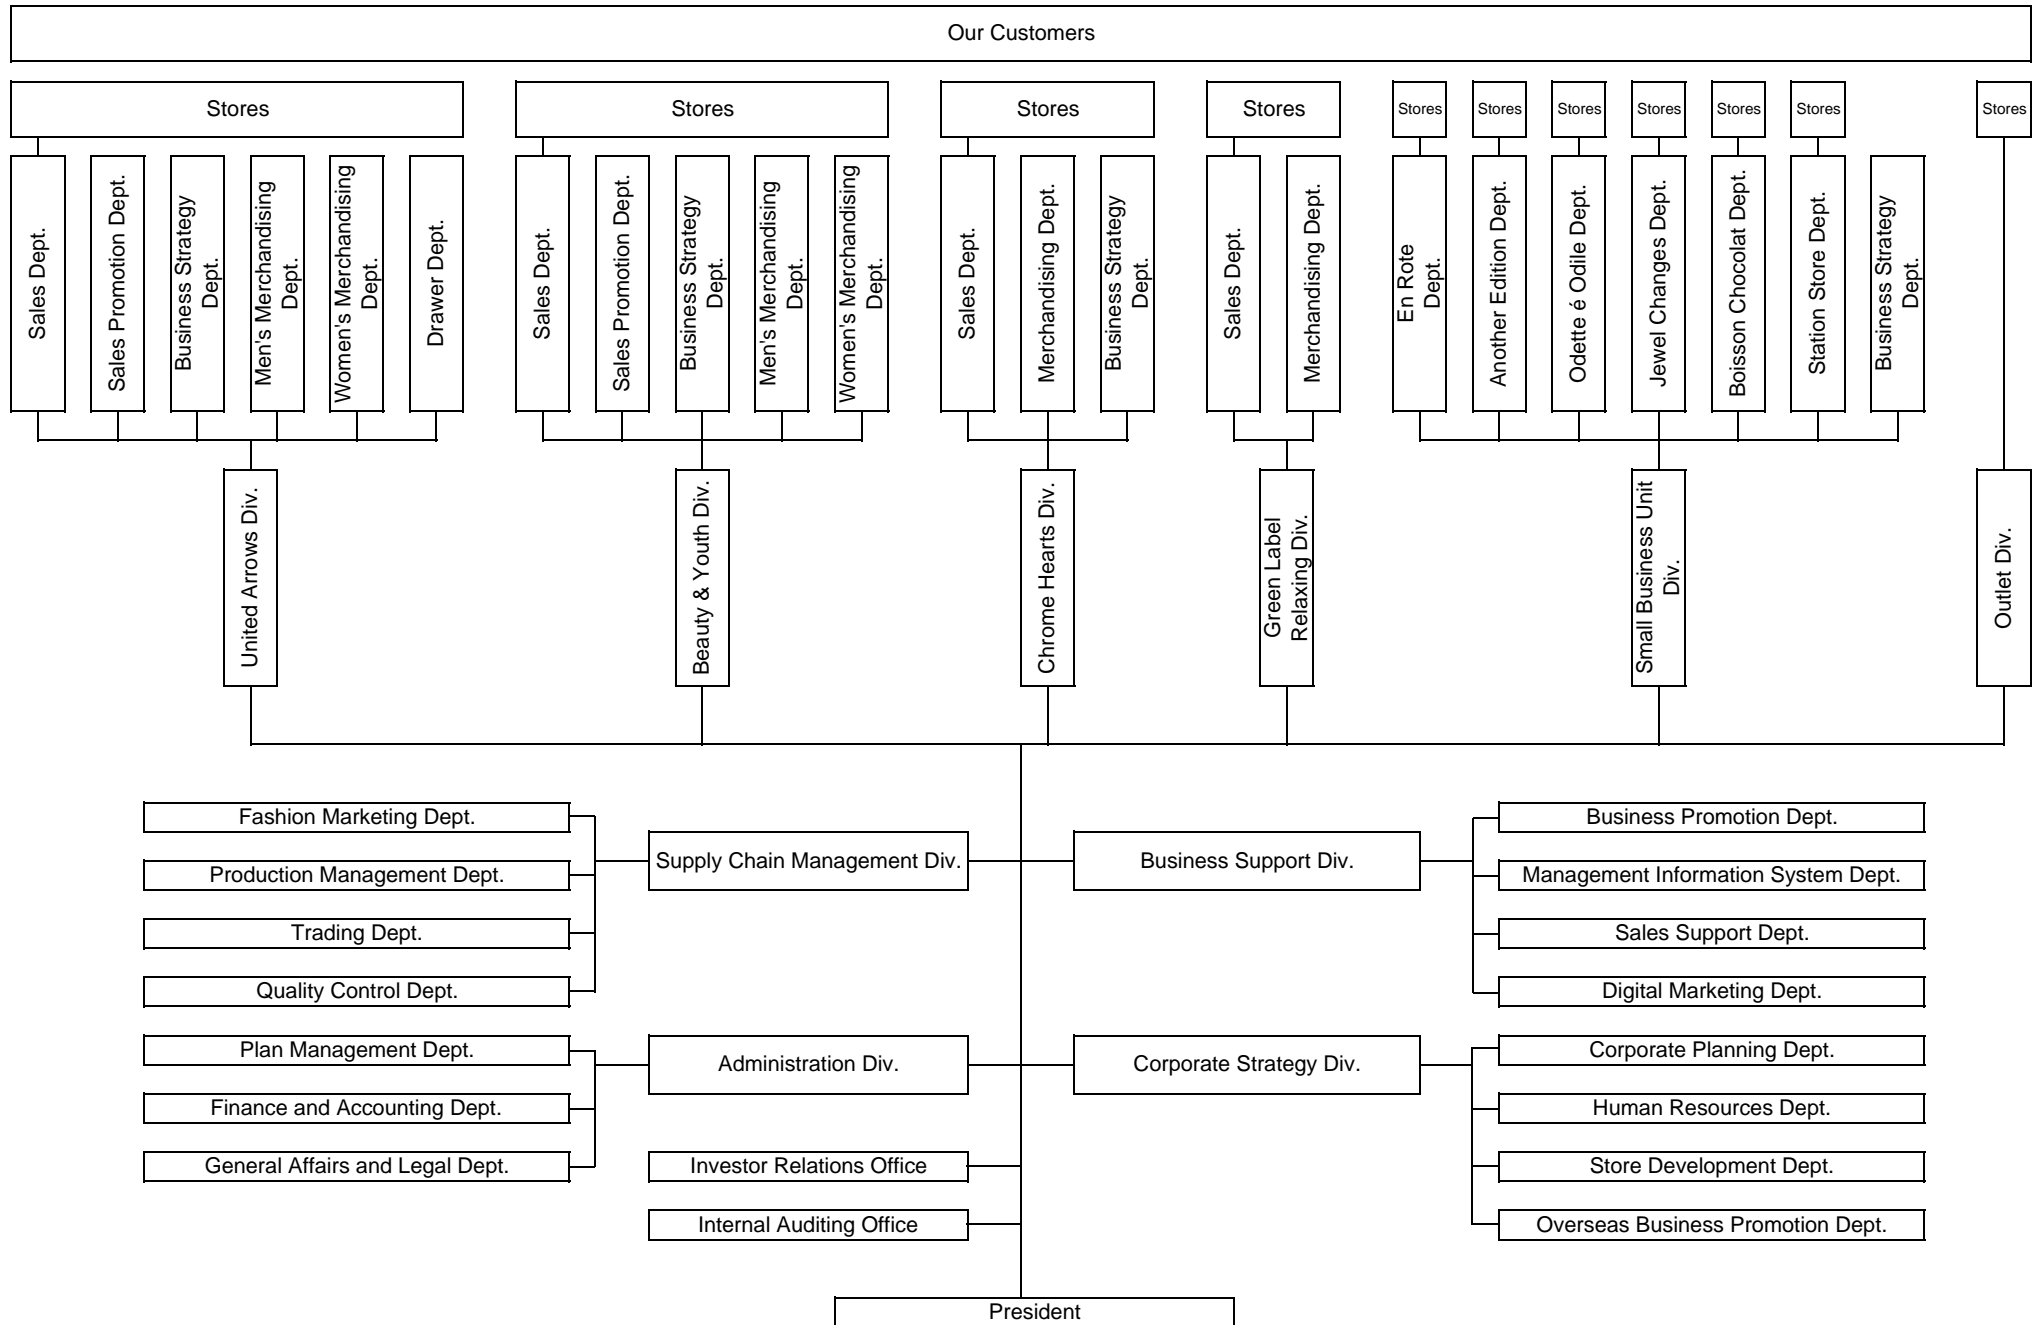 Our Customers
Stores
Stores
Stores
Stores
Stores
Stores
Stores
Stores
Stores
Stores
Stores
Sales Dept.
Sales Promotion Dept.
Business Strategy
Dept.
Men's Merchandising
Dept.
Women's Merchandising
Dept.
Drawer Dept.
Sales Dept.
Sales Promotion Dept.
Business Strategy
Dept.
Men's Merchandising
Dept.
Women's Merchandising
Dept.
Sales Dept.
Merchandising Dept.
Business Strategy
Dept.
Sales Dept.
Merchandising Dept.
En Rote
Dept.
Another Edition Dept.
Odette é Odile Dept.
Jewel Changes Dept.
Boisson Chocolat Dept.
Station Store Dept.
Business Strategy
Dept.
United Arrows Div.
Beauty & Youth Div.
Chrome Hearts Div.
Green Label
Relaxing Div.
Small Business Unit
Div.
Outlet Div.
Fashion Marketing Dept.
Production Management Dept.
Trading Dept.
Quality Control Dept.
Supply Chain Management Div.
Business Support Div.
Business Promotion Dept.
Management Information System Dept.
Sales Support Dept.
Digital Marketing Dept.
Plan Management Dept.
Finance and Accounting Dept.
General Affairs and Legal Dept.
Administration Div.
Corporate Strategy Div.
Corporate Planning Dept.
Human Resources Dept.
Store Development Dept.
Overseas Business Promotion Dept.
Investor Relations Office
Internal Auditing Office
President